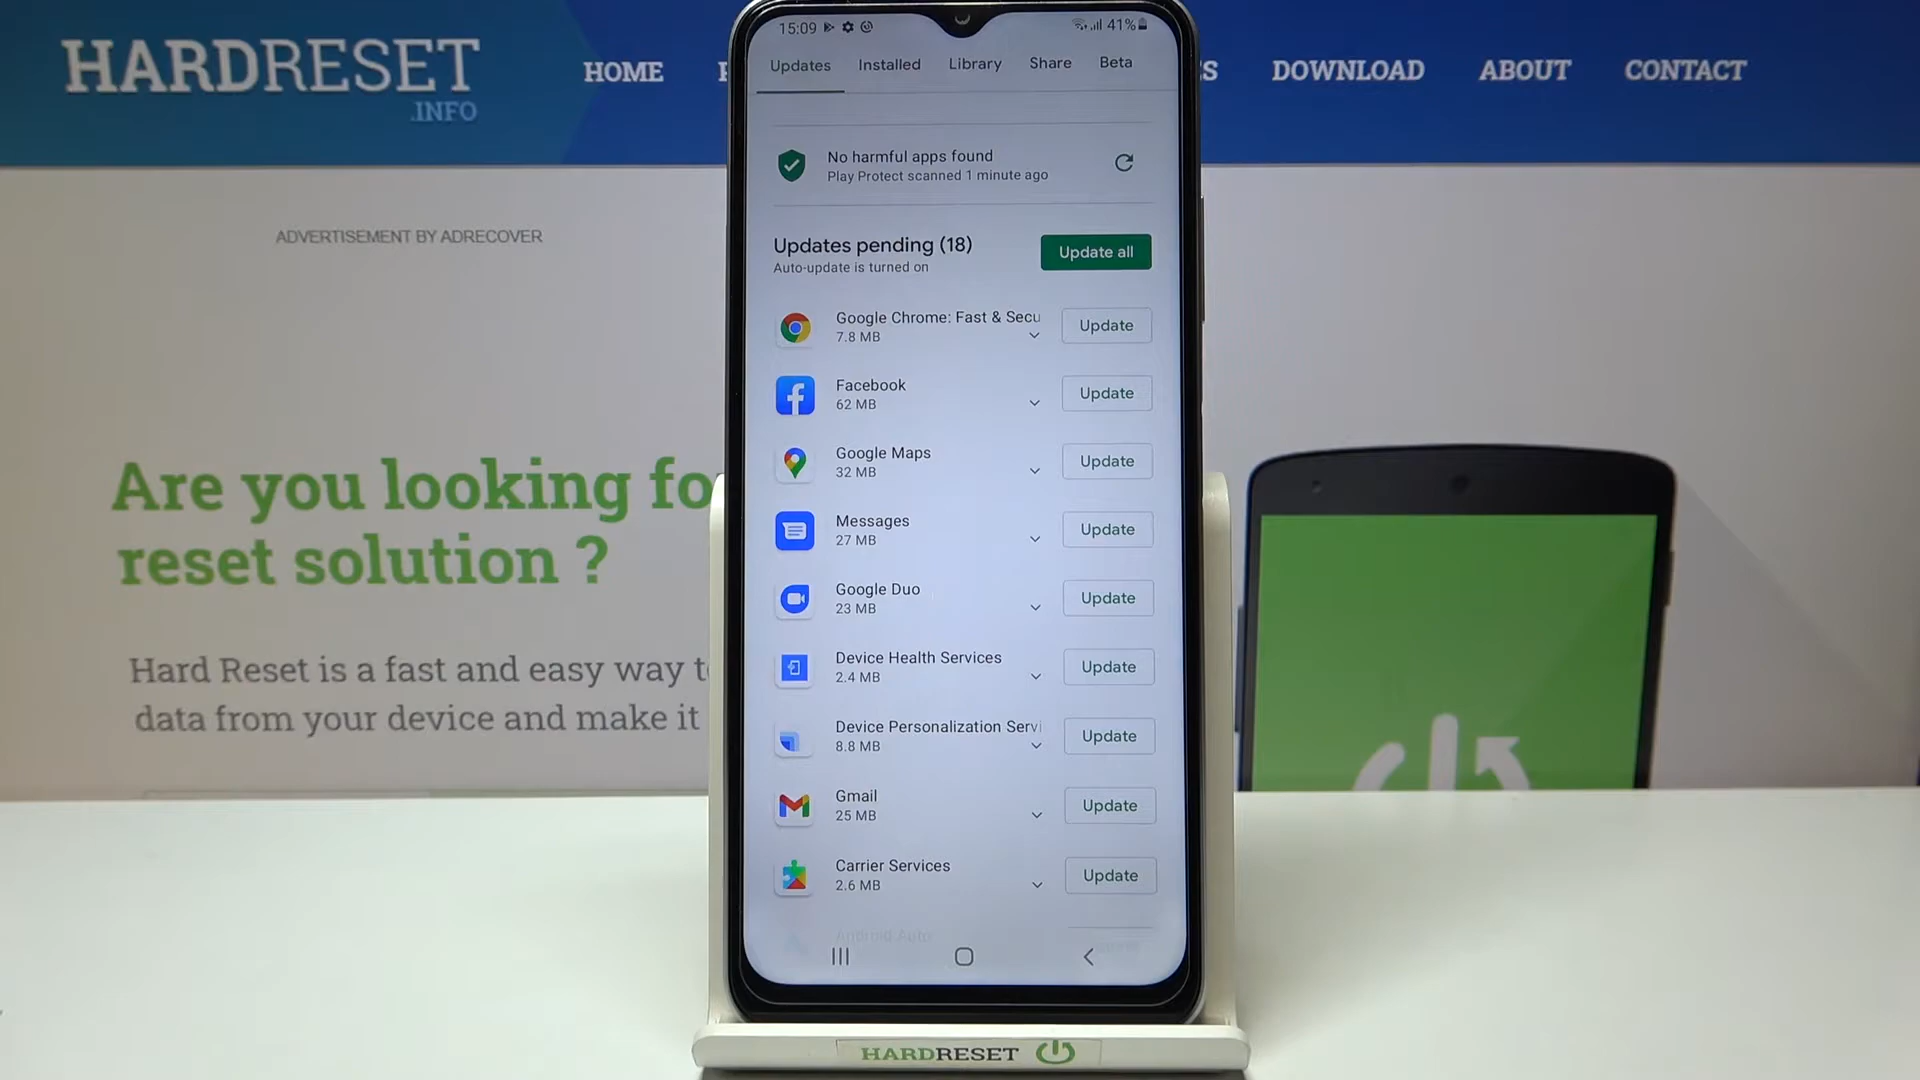 HARDRESET
.INFO
HOME
DOWNLOAD
ABOUT
CONTACT
ADVERTISEMENT BY ADRECOVER
Are you looking fo
reset solution ?
Hard Reset is a fast and easy way t
data from your device and make it
15:09
41%
Updates
Installed
Library
Share
Beta
No harmful apps found
Play Protect scanned 1 minute ago
Updates pending (18)
Auto-update is turned on
Update all
Google Chrome: Fast & Secu
7.8 MB
Update
Facebook
62 MB
Update
Google Maps
32 MB
Update
Messages
27 MB
Update
Google Duo
23 MB
Update
Device Health Services
2.4 MB
Update
Device Personalization Servi
8.8 MB
Update
Gmail
25 MB
Update
Carrier Services
2.6 MB
Update
Android Auto
HARDRESET